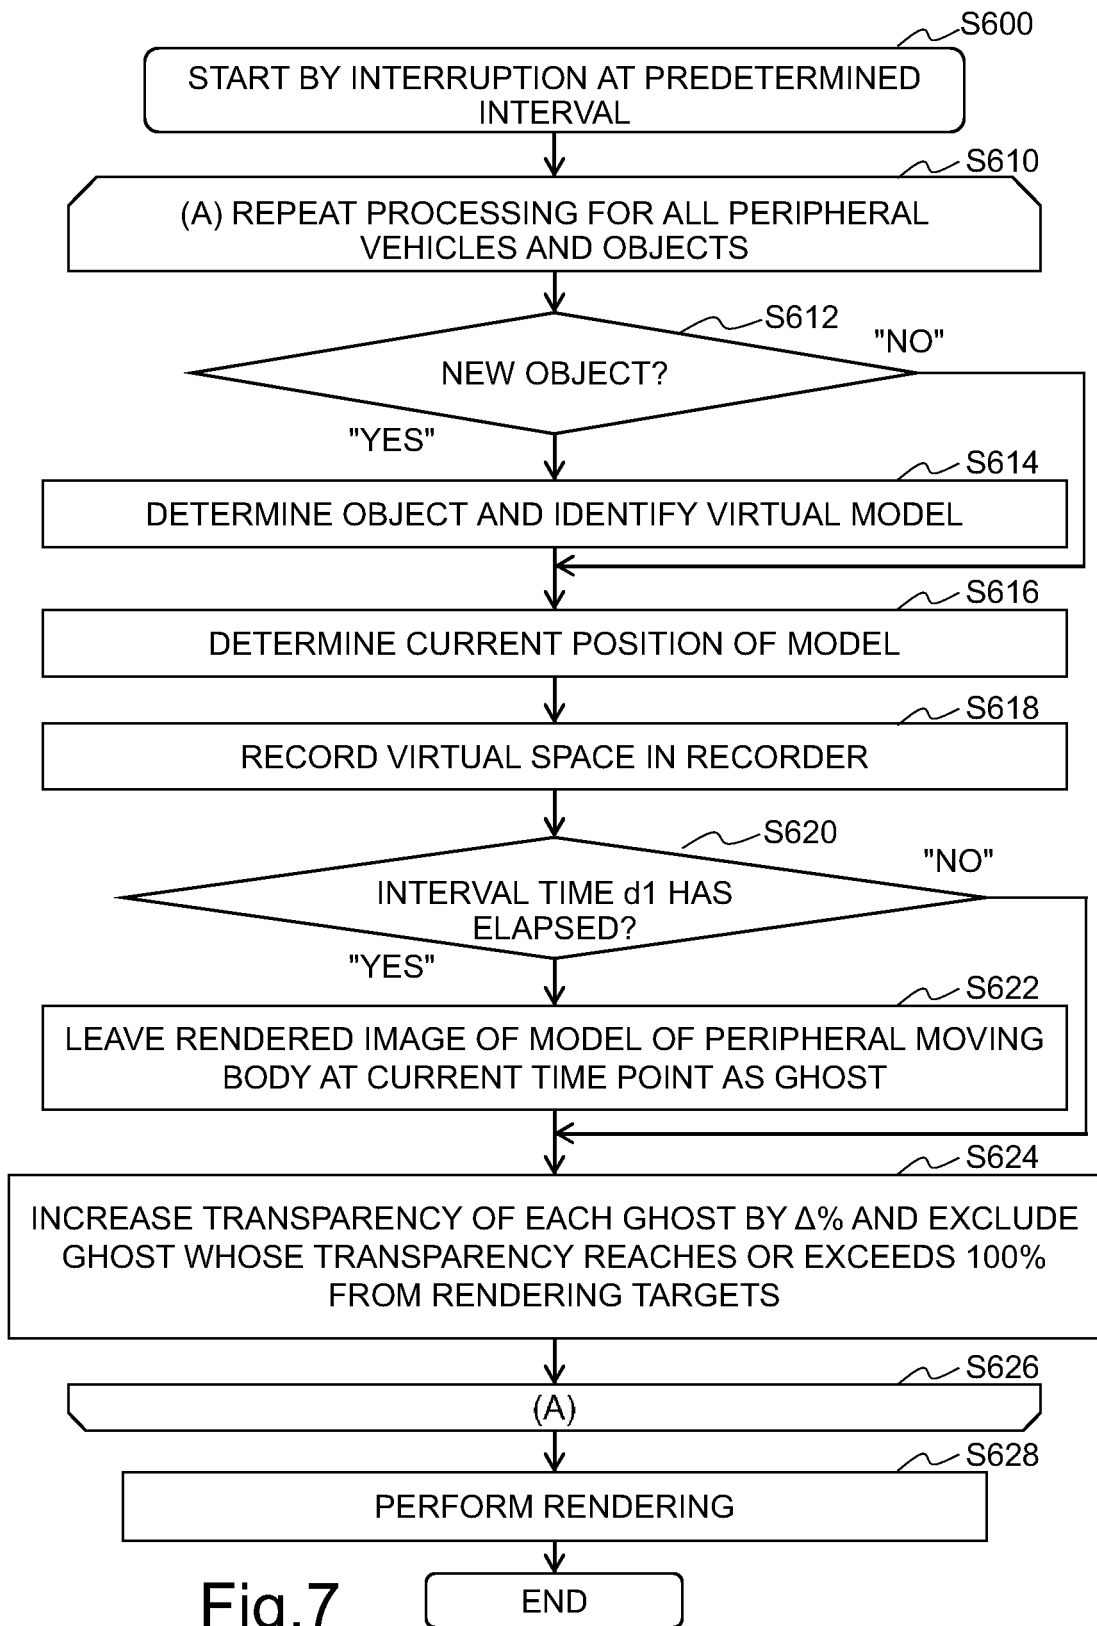 S600
START BY INTERRUPTION AT PREDETERMINED
INTERVAL
S610
(A) REPEAT PROCESSING FOR ALL PERIPHERAL
VEHICLES AND OBJECTS
S612
"NO"
NEW OBJECT?
"YES"
S614
DETERMINE OBJECT AND IDENTIFY VIRTUAL MODEL
S616
DETERMINE CURRENT POSITION OF MODEL
S618
RECORD VIRTUAL SPACE IN RECORDER
S620
"NO"
INTERVAL TIME d1 HAS
ELAPSED?
"YES"
S622
LEAVE RENDERED IMAGE OF MODEL OF PERIPHERAL MOVING
BODY AT CURRENT TIME POINT AS GHOST
S624
INCREASE TRANSPARENCY OF EACH GHOST BY Δ% AND EXCLUDE
GHOST WHOSE TRANSPARENCY REACHES OR EXCEEDS 100%
FROM RENDERING TARGETS
S626
(A)
S628
PERFORM RENDERING
END
Fig.7